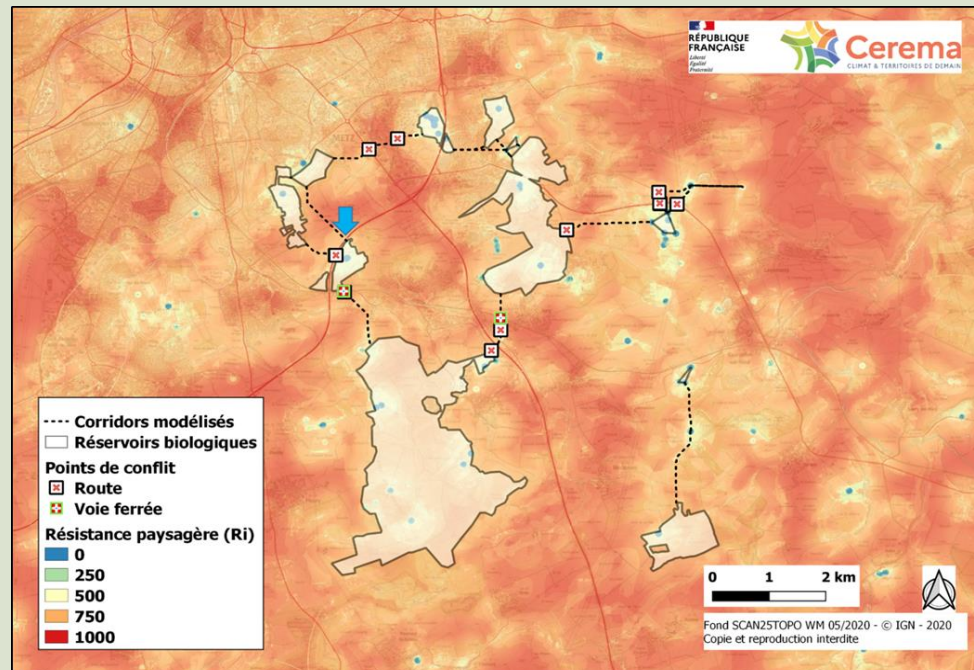 RÉPUBLIQUE
FRANÇAISE
Liberté
Égalité
Fraternité
Cerema
CLIMAT & TERRITOIRES DE DEMAIN
METZ
Corridors modélisés
Réservoirs biologiques
Points de conflit
Route
Voie ferrée
Résistance paysagère (Ri)
0
250
500
750
1000
0 1 2 km
Fond SCAN25TOPO WM 05/2020 - © IGN - 2020
Copie et reproduction interdite